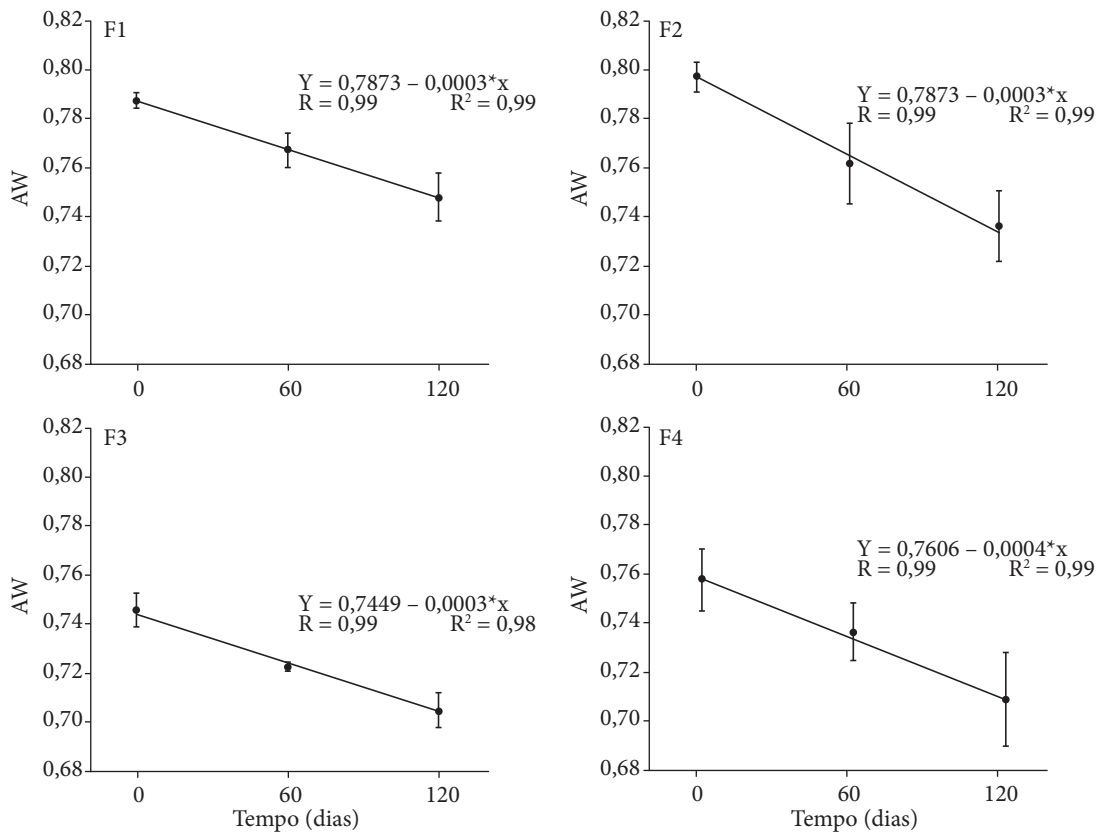 F1
0,82
0,80
0,78
0,76
0,74
0,72
0,70
0,68
AW
Y = 0,7873 – 0,0003*x
R = 0,99 R² = 0,99
0 60 120
F2
0,82
0,80
0,78
0,76
0,74
0,72
0,70
0,68
AW
Y = 0,7873 – 0,0003*x
R = 0,99 R² = 0,99
0 60 120
F3
0,82
0,80
0,78
0,76
0,74
0,72
0,70
0,68
AW
Y = 0,7449 – 0,0003*x
R = 0,99 R² = 0,98
0 60 120
Tempo (dias)
F4
0,82
0,80
0,78
0,76
0,74
0,72
0,70
0,68
AW
Y = 0,7606 – 0,0004*x
R = 0,99 R² = 0,99
0 60 120
Tempo (dias)